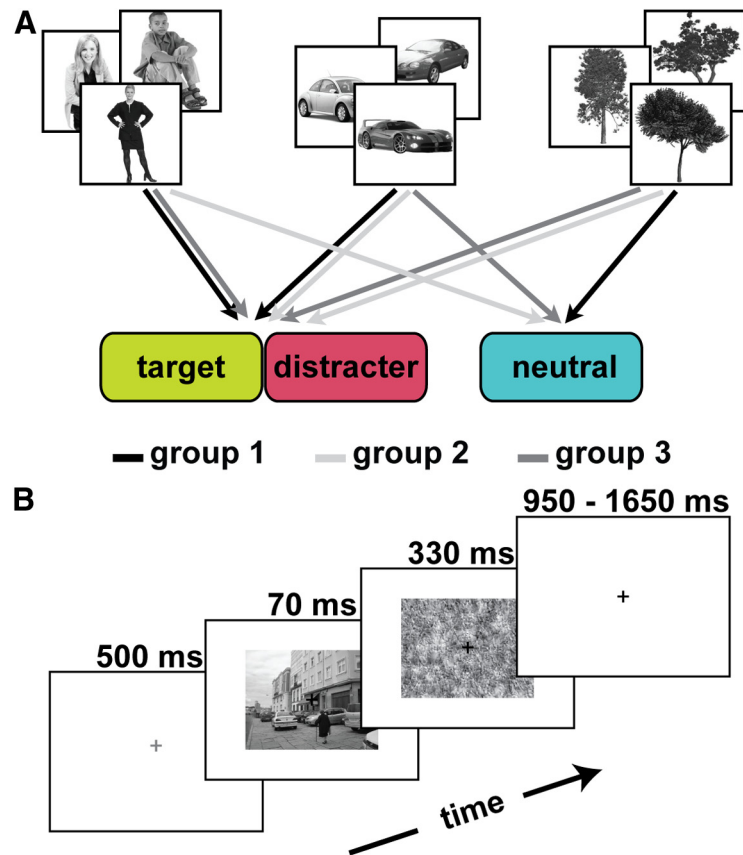 A
target distracter neutral
group 1 group 2 group 3
B
950 - 1650 ms
330 ms
70 ms
500 ms
time